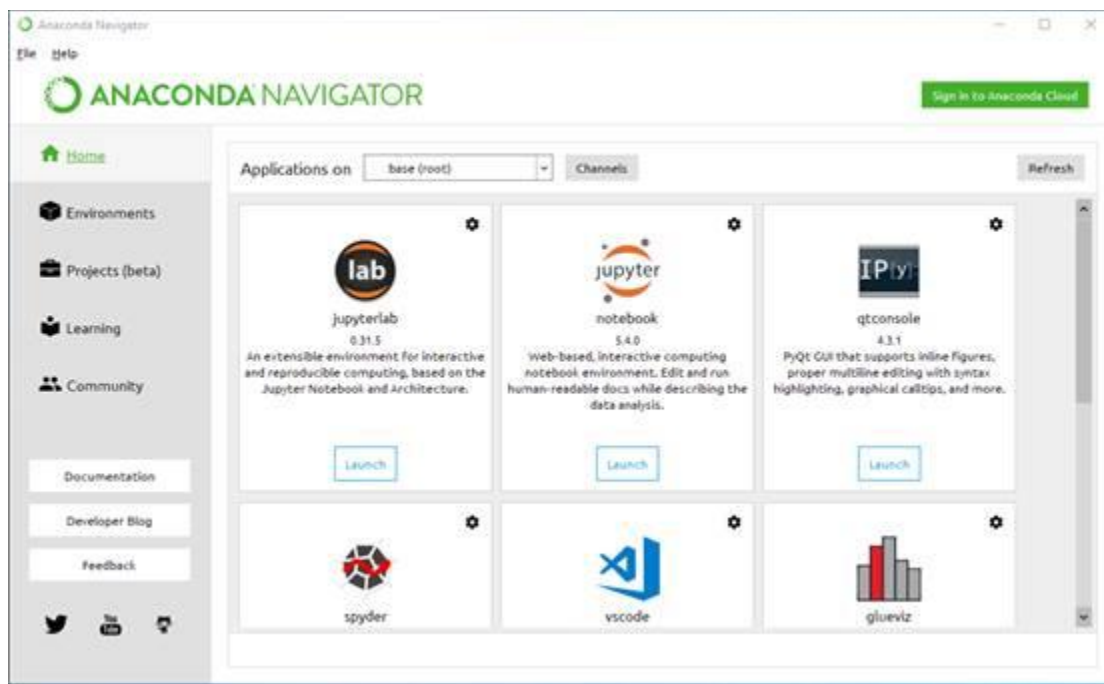 Anaconda Navigator
File Help
ANACONDA NAVIGATOR
Sign in to Anaconda Cloud
Home
Environments
Projects (beta)
Learning
Community
Documentation
Developer Blog
Feedback
You
Tube
Applications on base (root) Channels Refresh
lab
jupyterlab
0.31.5
An extensible environment for interactive
and reproducible computing, based on the
Jupyter Notebook and Architecture.
Launch
jupyter
notebook
5.4.0
Web-based, interactive computing
notebook environment. Edit and run
human-readable docs while describing the
data analysis.
Launch
IP[y]:
qtconsole
4.3.1
PyQt GUI that supports inline figures,
proper multiline editing with syntax
highlighting, graphical calltips, and more.
Launch
spyder
vscode
glueviz